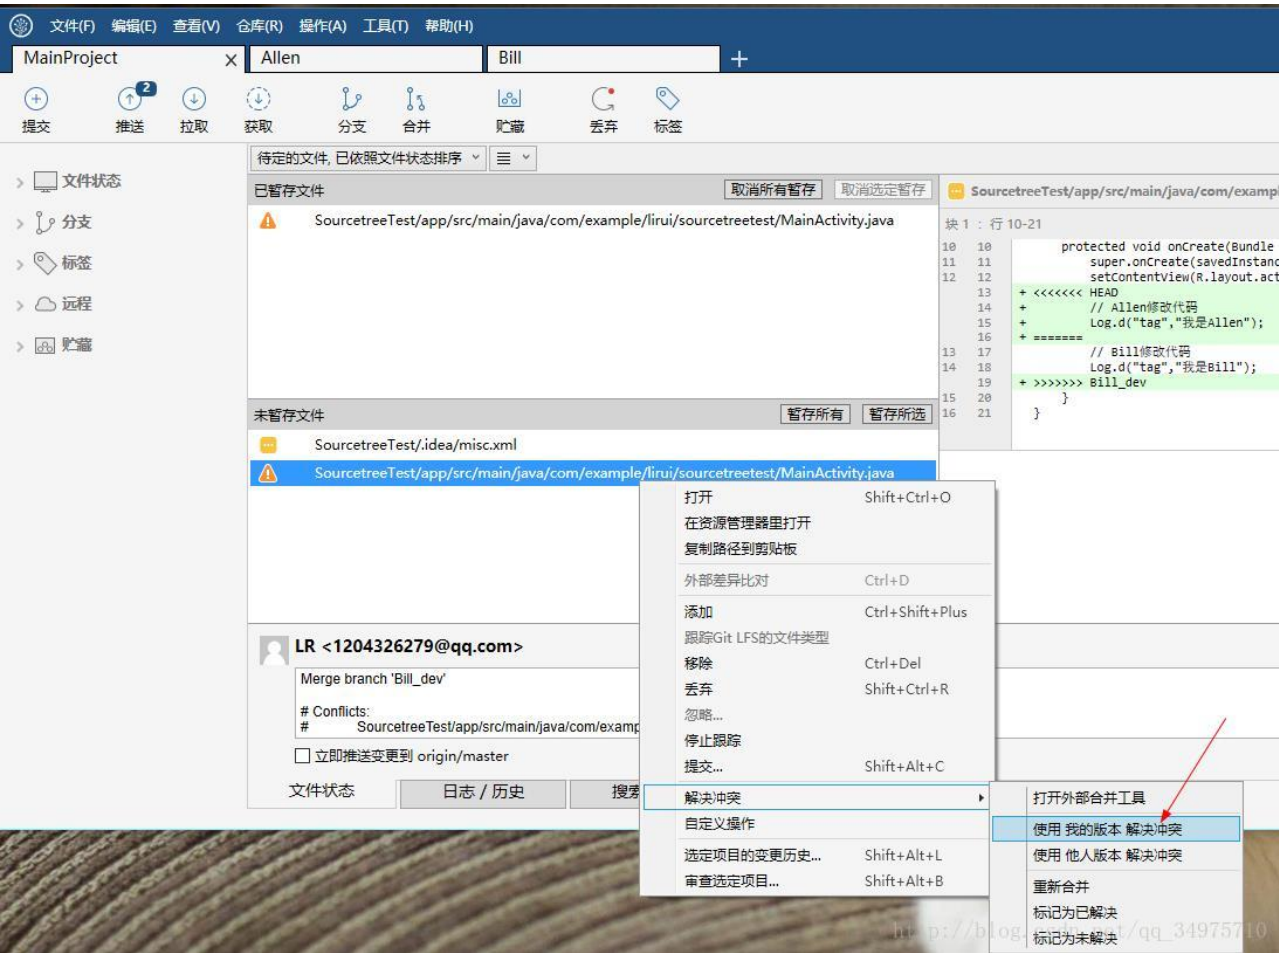 文件(F) 编辑(E) 查看(V) 仓库(R) 操作(A) 工具(T) 帮助(H)
MainProject x Allen Bill +
2
提交 推送 拉取 获取 分支 合并 贮藏 丢弃 标签
待定的文件, 已依照文件状态排序
文件状态
分支
标签
远程
贮藏
已暂存文件 取消所有暂存 取消选定暂存
SourcetreeTest/app/src/main/java/com/example/lirui/sourcetreetest/MainActivity.java
未暂存文件 暂存所有 暂存所选
SourcetreeTest/.idea/misc.xml
SourcetreeTest/app/src/main/java/com/example/lirui/sourcetreetest/MainActivity.java
SourcetreeTest/app/src/main/java/com/examp
块 1 : 行 10-21
10 10 protected void onCreate(Bundle
11 11 super.onCreate(savedInstanc
12 12 setContentView(R.layout.act
13 + <<<<<<< HEAD
14 + // Allen修改代码
15 + Log.d("tag","我是Allen");
16 + =======
13 17 // Bill修改代码
14 18 Log.d("tag","我是Bill");
19 + >>>>>>> Bill_dev
15 20 }
16 21 }
LR <1204326279@qq.com>
Merge branch 'Bill_dev'
# Conflicts:
# SourcetreeTest/app/src/main/java/com/examp
立即推送变更到 origin/master
文件状态 日志 / 历史 搜索
打开 Shift+Ctrl+O
在资源管理器里打开
复制路径到剪贴板
外部差异比对 Ctrl+D
添加 Ctrl+Shift+Plus
跟踪Git LFS的文件类型
移除 Ctrl+Del
丢弃 Shift+Ctrl+R
忽略...
停止跟踪
提交... Shift+Alt+C
解决冲突
自定义操作
选定项目的变更历史... Shift+Alt+L
审查选定项目... Shift+Alt+B
打开外部合并工具
使用 我的版本 解决冲突
使用 他人版本 解决冲突
重新合并
标记为已解决
标记为未解决
http://blog.csdn.net/qq_34975710